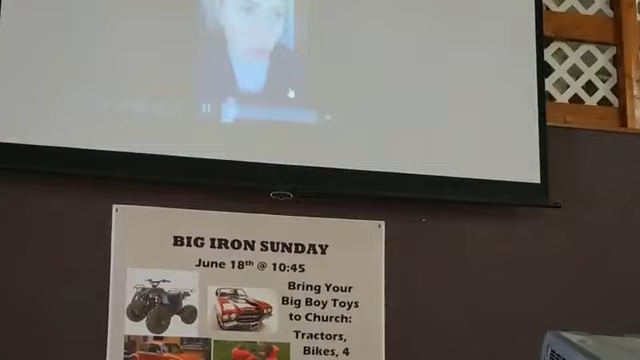 BIG IRON SUNDAY
June 18th @ 10:45
Bring Your
Big Boy Toys
to Church:
Tractors,
Bikes, 4